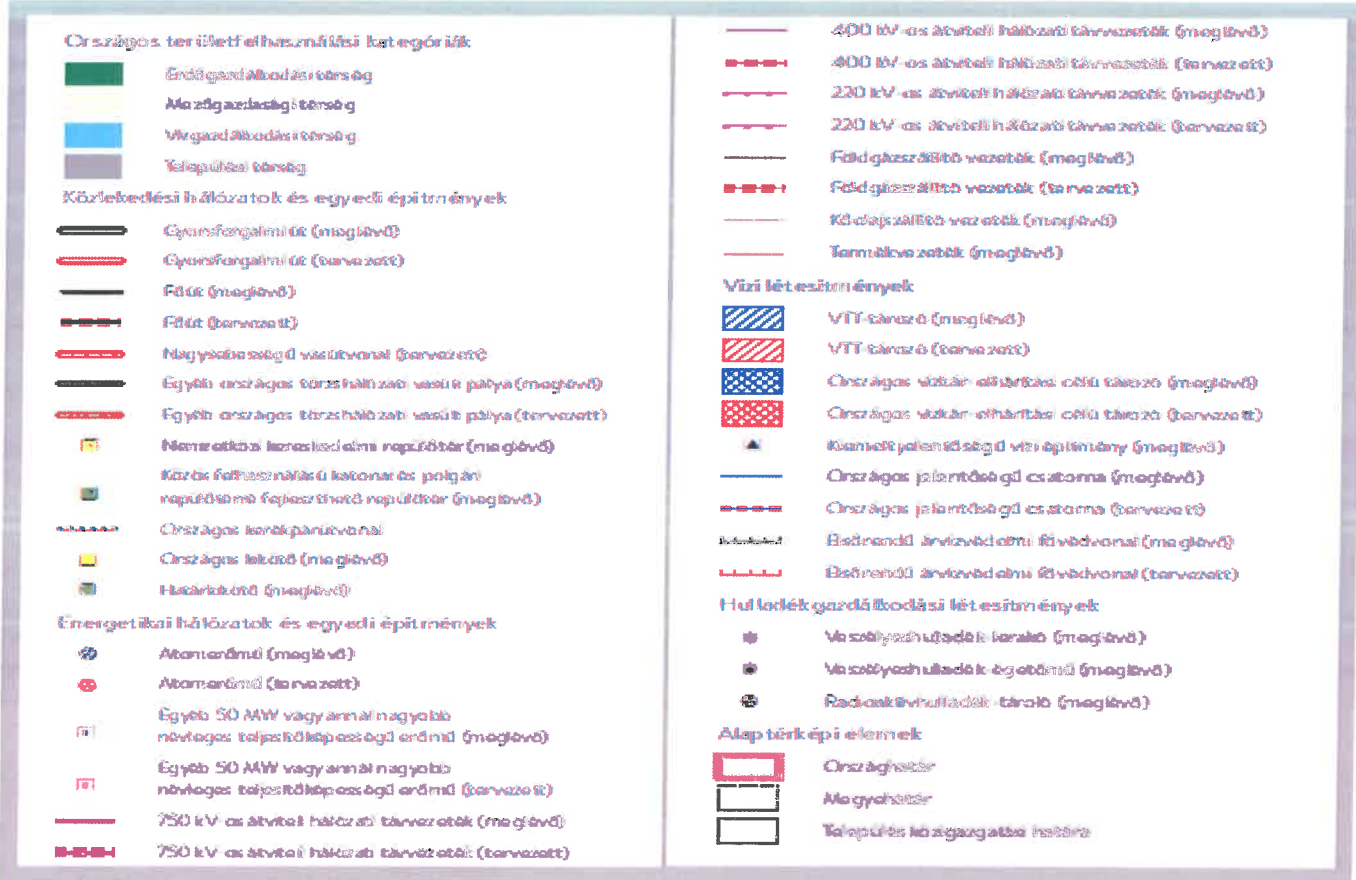 Országos területfelhasználási kategóriák
Erdőgazdálkodási térség
Mezőgazdasági térség
Vízgazdálkodási térség
Települési térség
Közlekedési hálózatok és egyedi építmények
Gyorsforgalmi út (meglévő)
Gyorsforgalmi út (tervezett)
Főút (meglévő)
Főút (tervezett)
Nagysebességű vasútvonal (tervezett)
Egyéb országos törzshálózati vasúti pálya (meglévő)
Egyéb országos törzshálózati vasúti pálya (tervezett)
Nemzetközi kereskedelmi repülőtér (meglévő)
Közös felhasználású katonai és polgári
repülőtérré fejleszthető repülőtér (meglévő)
Országos kerékpárútvonal
Országos kikötő (meglévő)
Határkikötő (meglévő)
Energetikai hálózatok és egyedi építmények
Atomerőmű (meglévő)
Atomerőmű (tervezett)
Egyéb 50 MW vagy annál nagyobb
névleges teljesítőképességű erőmű (meglévő)
Egyéb 50 MW vagy annál nagyobb
névleges teljesítőképességű erőmű (tervezett)
750 kV-os átviteli hálózati távvezeték (meglévő)
750 kV-os átviteli hálózati távvezeték (tervezett)
400 kV-os átviteli hálózati távvezeték (meglévő)
400 kV-os átviteli hálózati távvezeték (tervezett)
220 kV-os átviteli hálózati távvezeték (meglévő)
220 kV-os átviteli hálózati távvezeték (tervezett)
Földgázszállító vezeték (meglévő)
Földgázszállító vezeték (tervezett)
Kőolajszállító vezeték (meglévő)
Termékvezeték (meglévő)
Vízi létesítmények
VTT-tározó (meglévő)
VTT-tározó (tervezett)
Országos vízkár-elhárítási célú tározó (meglévő)
Országos vízkár-elhárítási célú tározó (tervezett)
Kiemelt jelentőségű vízi építmény (meglévő)
Országos jelentőségű csatorna (meglévő)
Országos jelentőségű csatorna (tervezett)
Elsőrendű árvízvédelmi fővédvonal (meglévő)
Elsőrendű árvízvédelmi fővédvonal (tervezett)
Hulladékgazdálkodási létesítmények
Veszélyeshulladék-lerakó (meglévő)
Veszélyeshulladék-égetőmű (meglévő)
Radioaktívhulladék-tároló (meglévő)
Alaptérképi elemek
Országhatár
Megyehatár
Település közigazgatási határa